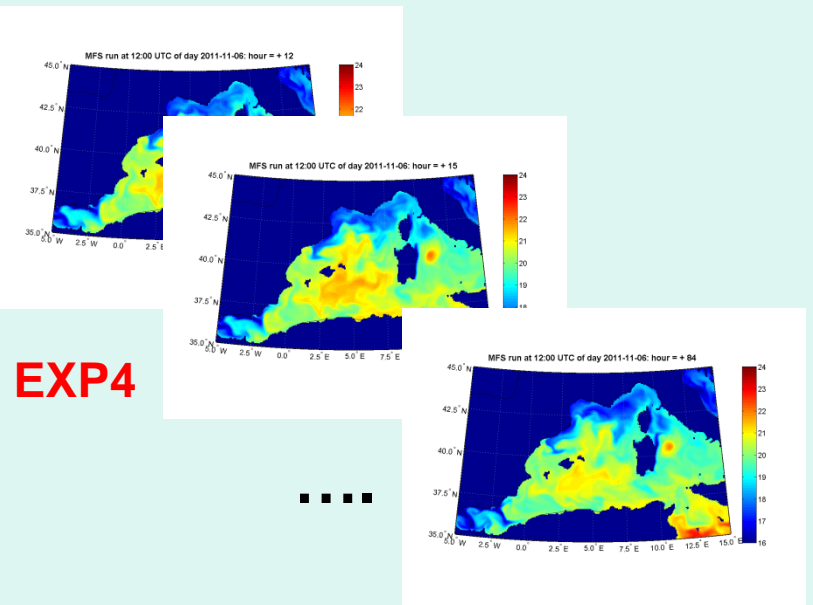 MFS run at 12:00 UTC of day 2011-11-06: hour = + 12
45.0° N
42.5° N
40.0° N
37.5° N
35.0° N
5.0° W 2.5° W 0.0° 2.5° E
24
23
22
MFS run at 12:00 UTC of day 2011-11-06: hour = + 15
45.0° N
42.5° N
40.0° N
37.5° N
35.0° N
5.0° W 2.5° W 0.0° 2.5° E 5.0° E 7.5° E
24
23
22
21
20
19
18
EXP4
MFS run at 12:00 UTC of day 2011-11-06: hour = + 84
45.0° N
42.5° N
40.0° N
37.5° N
35.0° N
5.0° W 2.5° W 0.0° 2.5° E 5.0° E 7.5° E 10.0° E 12.5° E 15.0° E
24
23
22
21
20
19
18
17
16
....